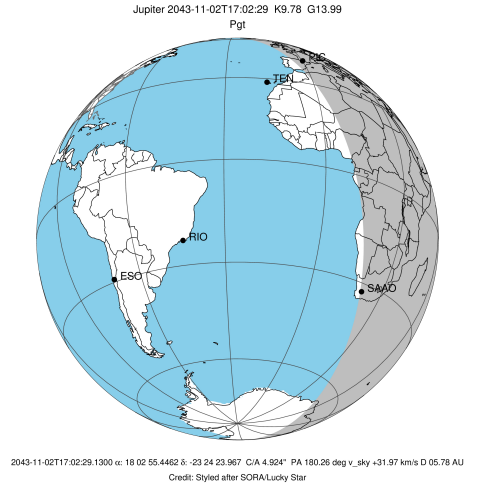 Jupiter 2043-11-02T17:02:29 K9.78 G13.99
Pgt
PIC
TEN
RIO
ESO
SAAO
2043-11-02T17:02:29.1300 α: 18 02 55.4462 δ: -23 24 23.967 C/A 4.924" PA 180.26 deg v_sky +31.97 km/s D 05.78 AU
Credit: Styled after SORA/Lucky Star